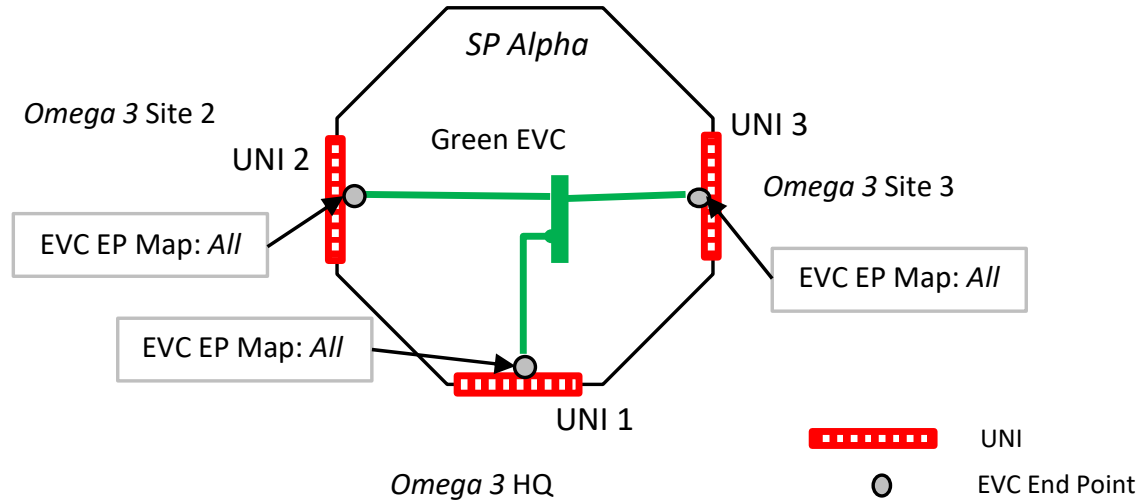 SP Alpha
Omega 3 Site 2
UNI 2
Green EVC
UNI 3
Omega 3 Site 3
EVC EP Map: All
EVC EP Map: All
EVC EP Map: All
UNI 1
UNI
Omega 3 HQ
EVC End Point